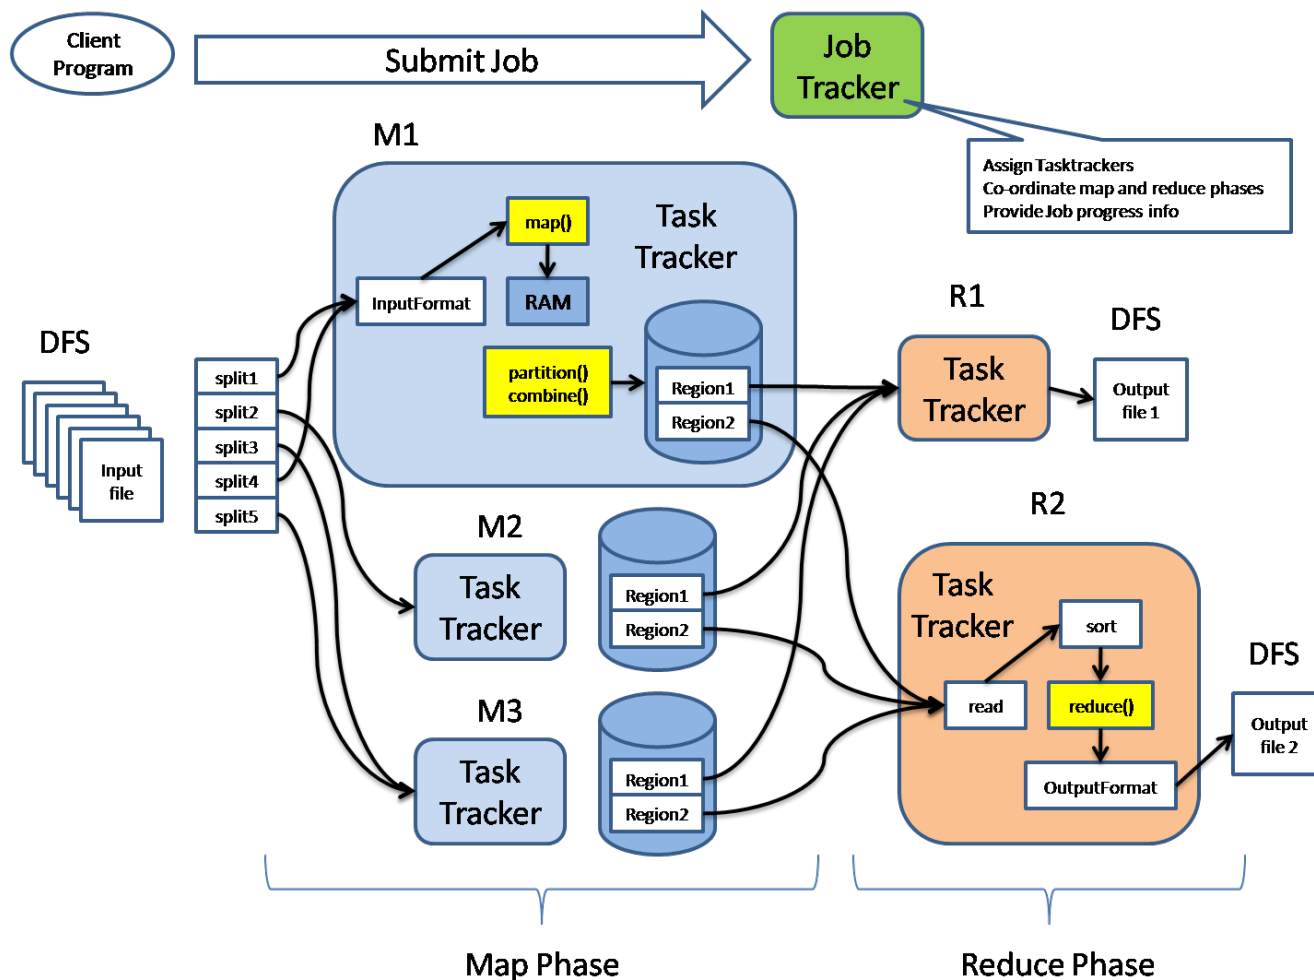 Client
Program
Submit Job
Job
Tracker
Assign Tasktrackers
Co-ordinate map and reduce phases
Provide Job progress info
M1
Task
Tracker
map()
InputFormat
RAM
partition()
combine()
Region1
Region2
DFS
Input
file
split1
split2
split3
split4
split5
R1
Task
Tracker
DFS
Output
file 1
M2
Task
Tracker
Region1
Region2
M3
Task
Tracker
Region1
Region2
R2
Task
Tracker
sort
read
reduce()
OutputFormat
DFS
Output
file 2
Map Phase
Reduce Phase